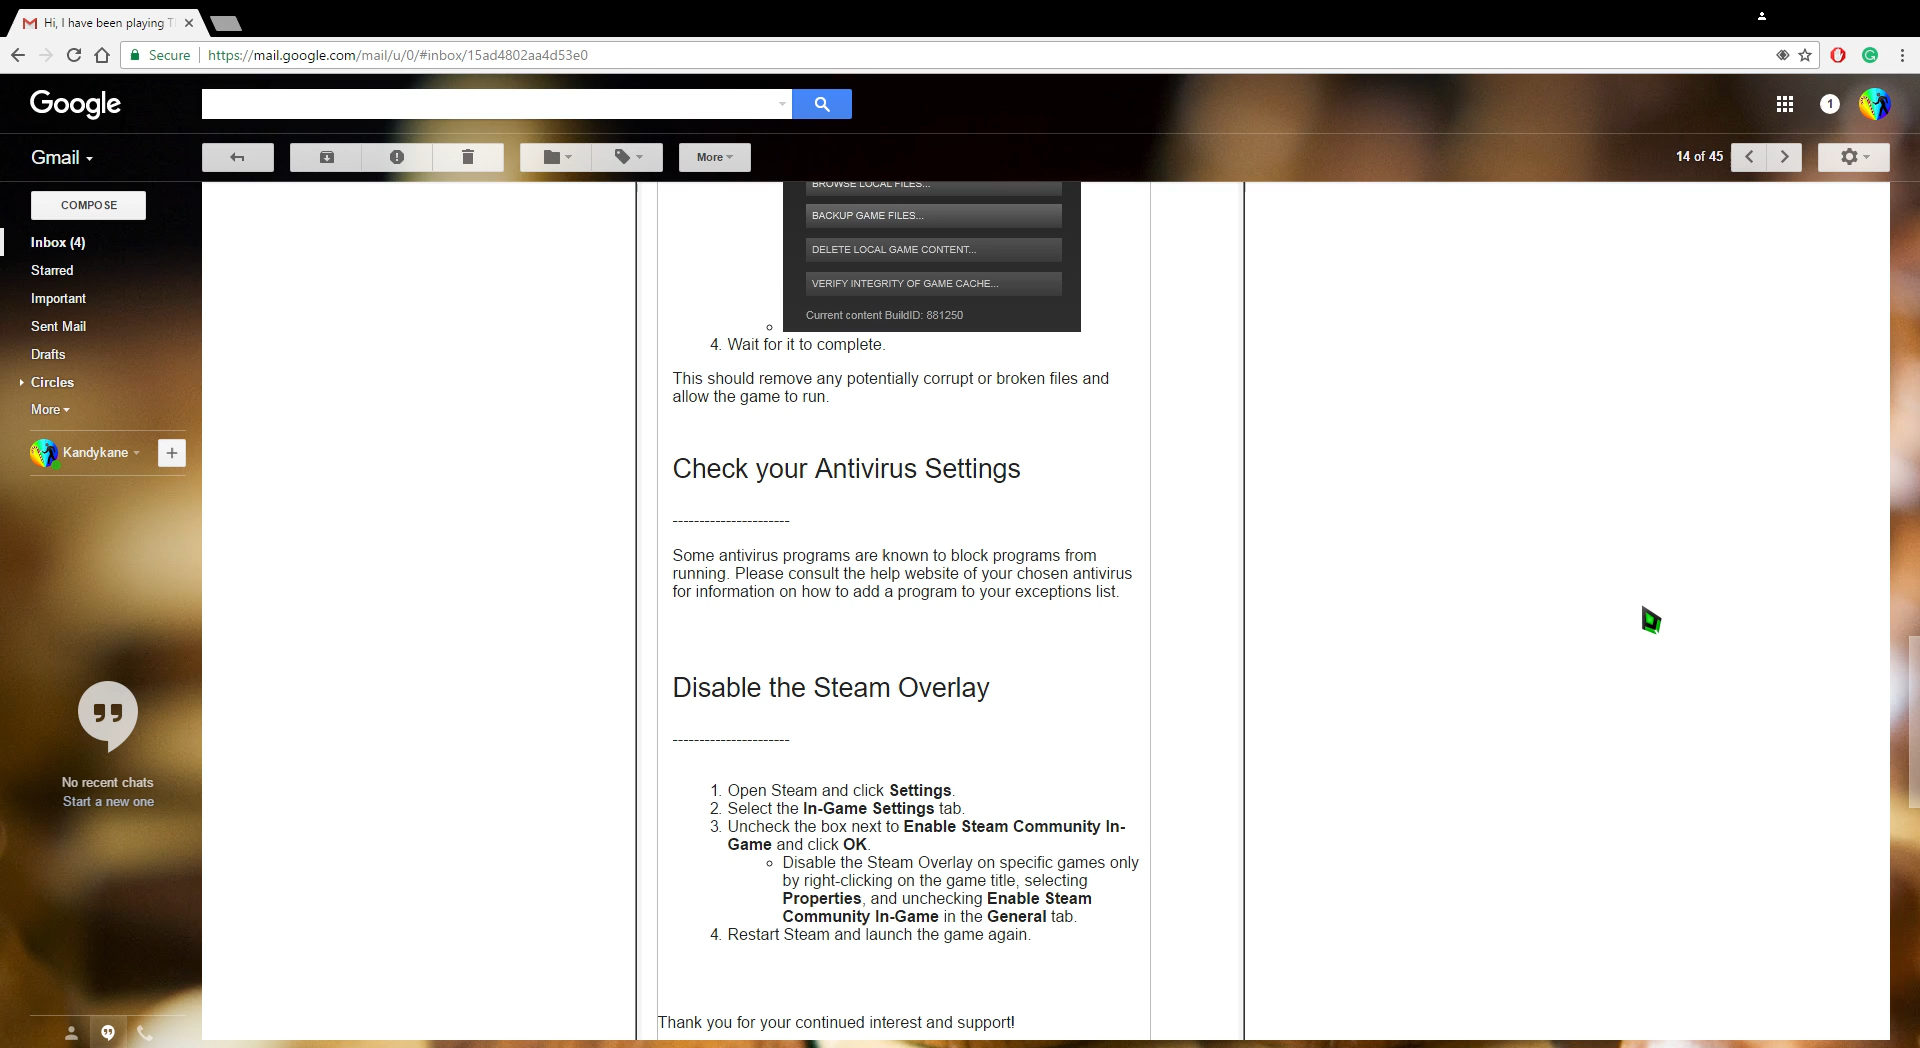 Hi, I have been playing T
Secure
https://mail.google.com/mail/u/0/#inbox/15ad4802aa4d53e0
Google
1
Gmail
More
14 of 45
COMPOSE
Inbox (4)
Starred
Important
Sent Mail
Drafts
Circles
More
Kandykane
+
No recent chats
Start a new one
BROWSE LOCAL FILES...
BACKUP GAME FILES...
DELETE LOCAL GAME CONTENT...
VERIFY INTEGRITY OF GAME CACHE...
Current content BuildID: 881250
4. Wait for it to complete.
This should remove any potentially corrupt or broken files and
allow the game to run.
Check your Antivirus Settings
----------------------
Some antivirus programs are known to block programs from
running. Please consult the help website of your chosen antivirus
for information on how to add a program to your exceptions list.
Disable the Steam Overlay
----------------------
1. Open Steam and click Settings.
2. Select the In-Game Settings tab.
3. Uncheck the box next to Enable Steam Community In-
Game and click OK.
Disable the Steam Overlay on specific games only
by right-clicking on the game title, selecting
Properties, and unchecking Enable Steam
Community In-Game in the General tab.
4. Restart Steam and launch the game again.
Thank you for your continued interest and support!